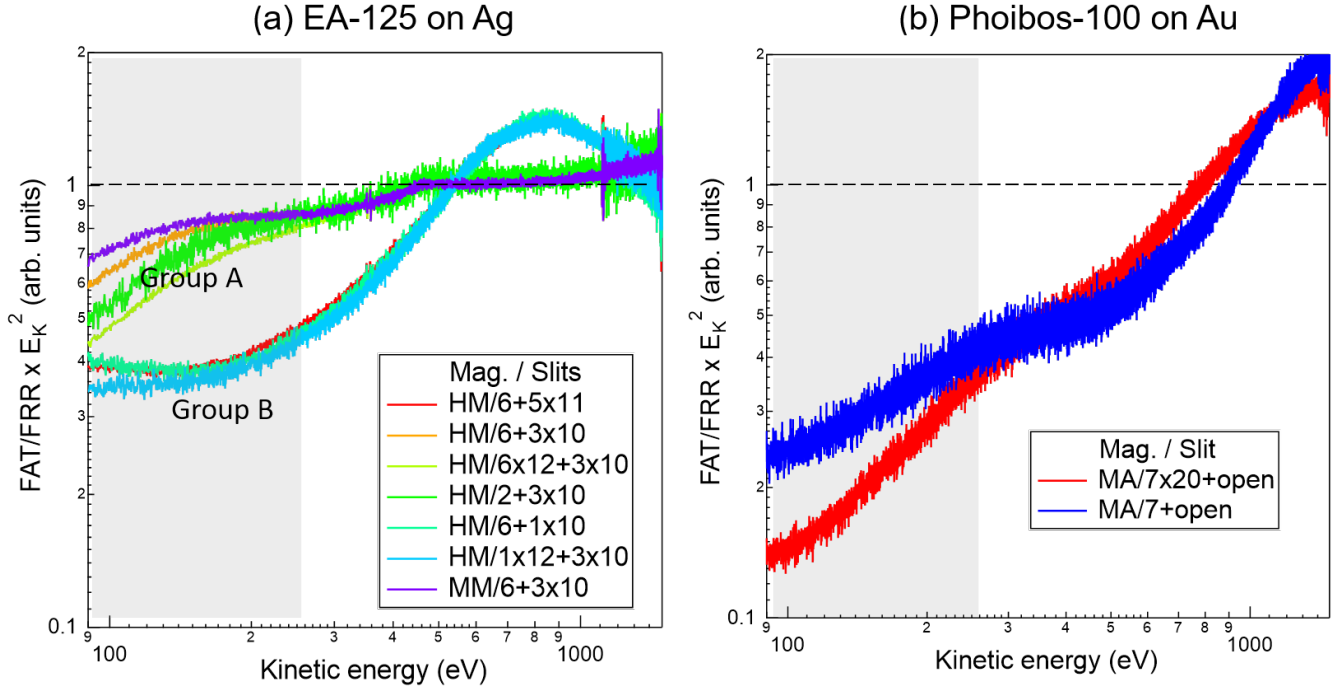 (a) EA-125 on Ag
FAT/FRR x E_K^2 (arb. units)
2
1
9
8
7
6
5
4
3
2
0.1
Group A
Group B
Mag. / Slits
HM/6+5x11
HM/6+3x10
HM/6x12+3x10
HM/2+3x10
HM/6+1x10
HM/1x12+3x10
MM/6+3x10
9
100
2
3
4
5
6
7
8
9
1000
Kinetic energy (eV)
(b) Phoibos-100 on Au
FAT/FRR x E_K^2 (arb. units)
2
1
9
8
7
6
5
4
3
2
0.1
Mag. / Slit
MA/7x20+open
MA/7+open
9
100
2
3
4
5
6
7
8
9
1000
Kinetic energy (eV)